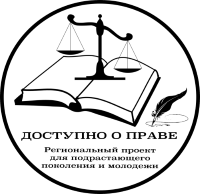 ДОСТУПНО О ПРАВЕ
Региональный проект
для подрастающего
поколения и молодежи